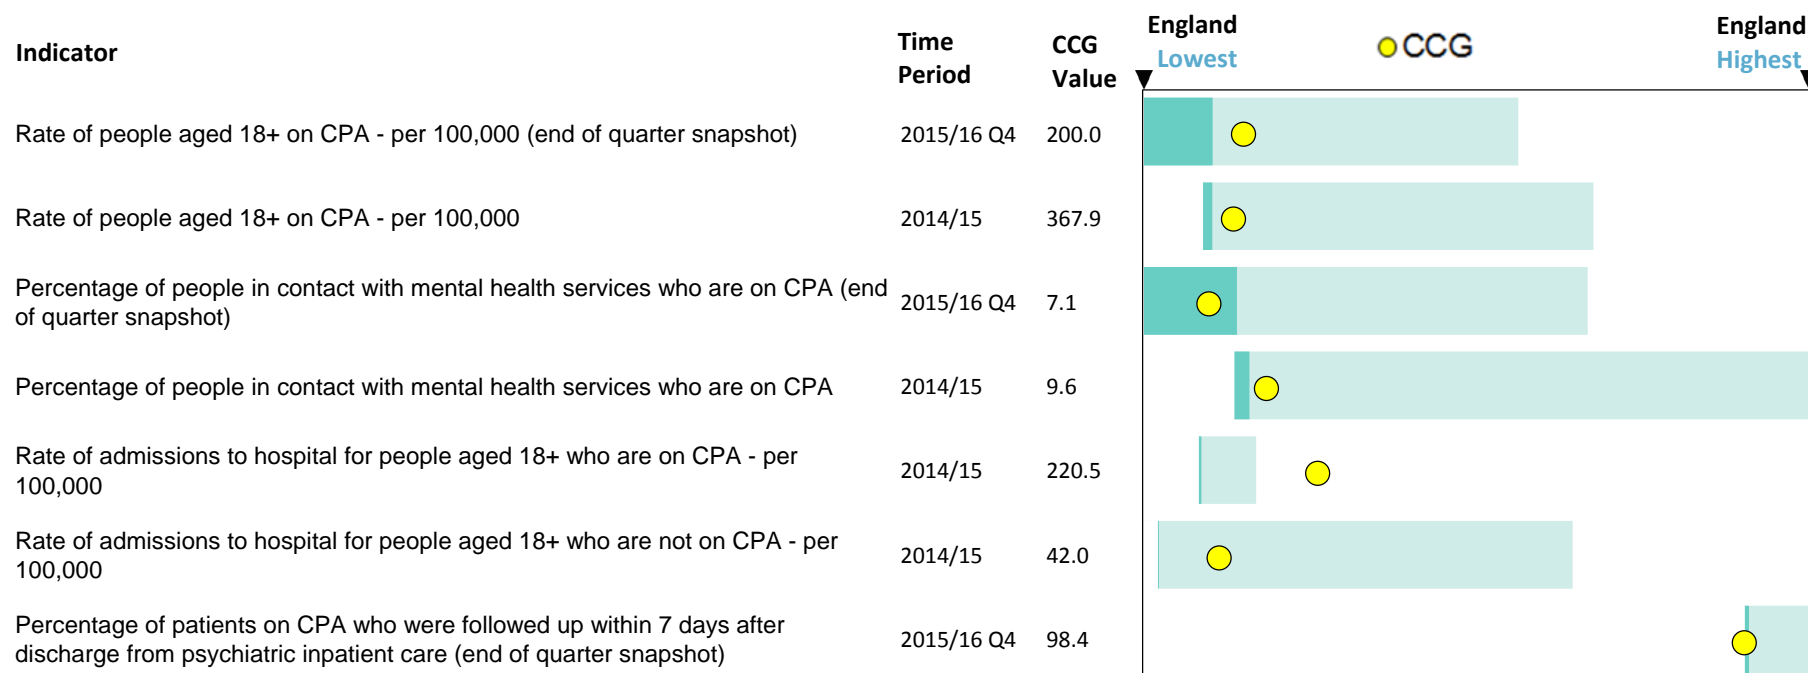 Indicator
Time Period
CCG Value
England Lowest
CCG
England Highest
Rate of people aged 18+ on CPA - per 100,000 (end of quarter snapshot) 2015/16 Q4 200.0
Rate of people aged 18+ on CPA - per 100,000 2014/15 367.9
Percentage of people in contact with mental health services who are on CPA (end
of quarter snapshot) 2015/16 Q4 7.1
Percentage of people in contact with mental health services who are on CPA 2014/15 9.6
Rate of admissions to hospital for people aged 18+ who are on CPA - per
100,000 2014/15 220.5
Rate of admissions to hospital for people aged 18+ who are not on CPA - per
100,000 2014/15 42.0
Percentage of patients on CPA who were followed up within 7 days after
discharge from psychiatric inpatient care (end of quarter snapshot) 2015/16 Q4 98.4